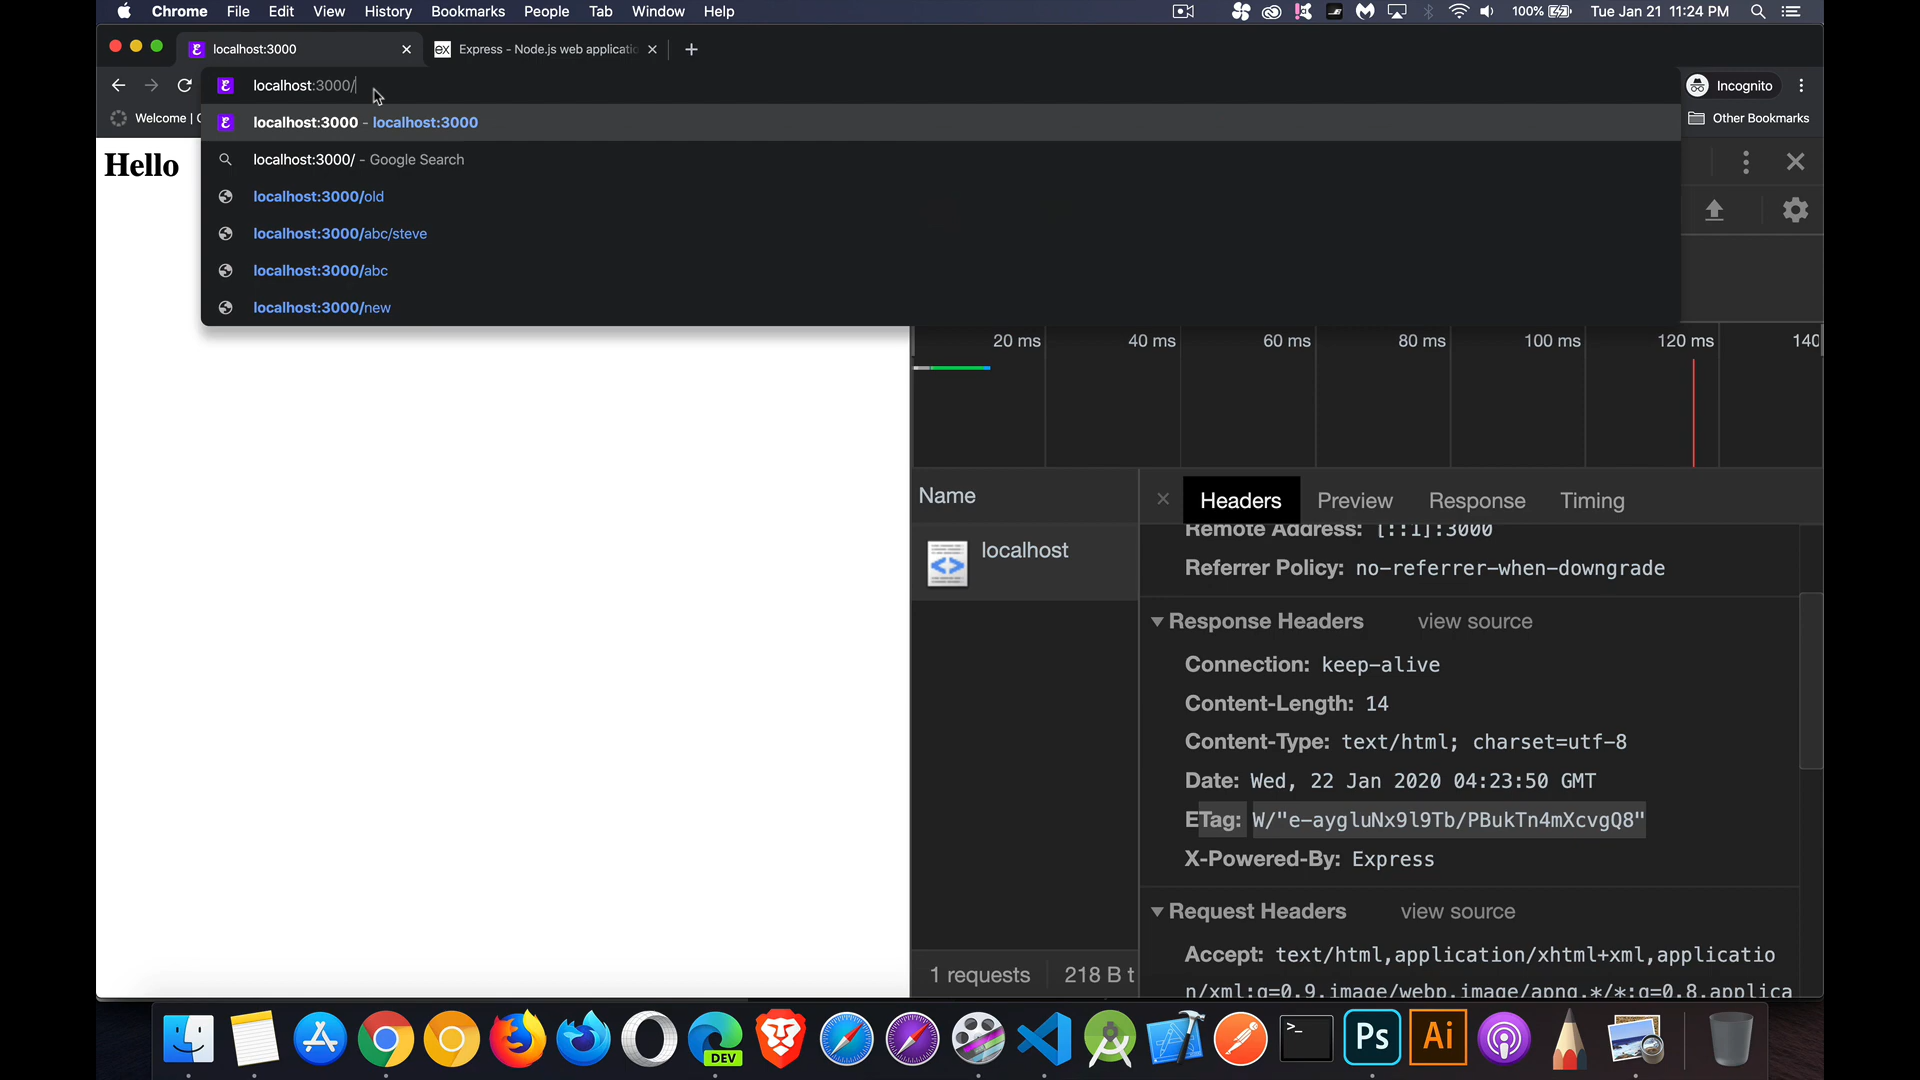 Chrome File Edit View History Bookmarks People Tab Window Help 100% Tue Jan 21 11:24 PM
localhost:3000 Express - Node.js web applicatio
localhost:3000/ Incognito
Welcome | C Other Bookmarks
localhost:3000 - localhost:3000
localhost:3000/ - Google Search
localhost:3000/old
localhost:3000/abc/steve
localhost:3000/abc
localhost:3000/new
Hello
20 ms 40 ms 60 ms 80 ms 100 ms 120 ms 140
Name
Headers Preview Response Timing
localhost
Remote Address: [::1]:3000
Referrer Policy: no-referrer-when-downgrade
Response Headers view source
Connection: keep-alive
Content-Length: 14
Content-Type: text/html; charset=utf-8
Date: Wed, 22 Jan 2020 04:23:50 GMT
ETag: W/"e-aygluNx9l9Tb/PBukTn4mXcvgQ8"
X-Powered-By: Express
Request Headers view source
Accept: text/html,application/xhtml+xml,applicatio
n/xml;q=0.9,image/webp,image/apng,*/*;q=0.8,applica
1 requests 218 B t
DEV
Ps
Ai